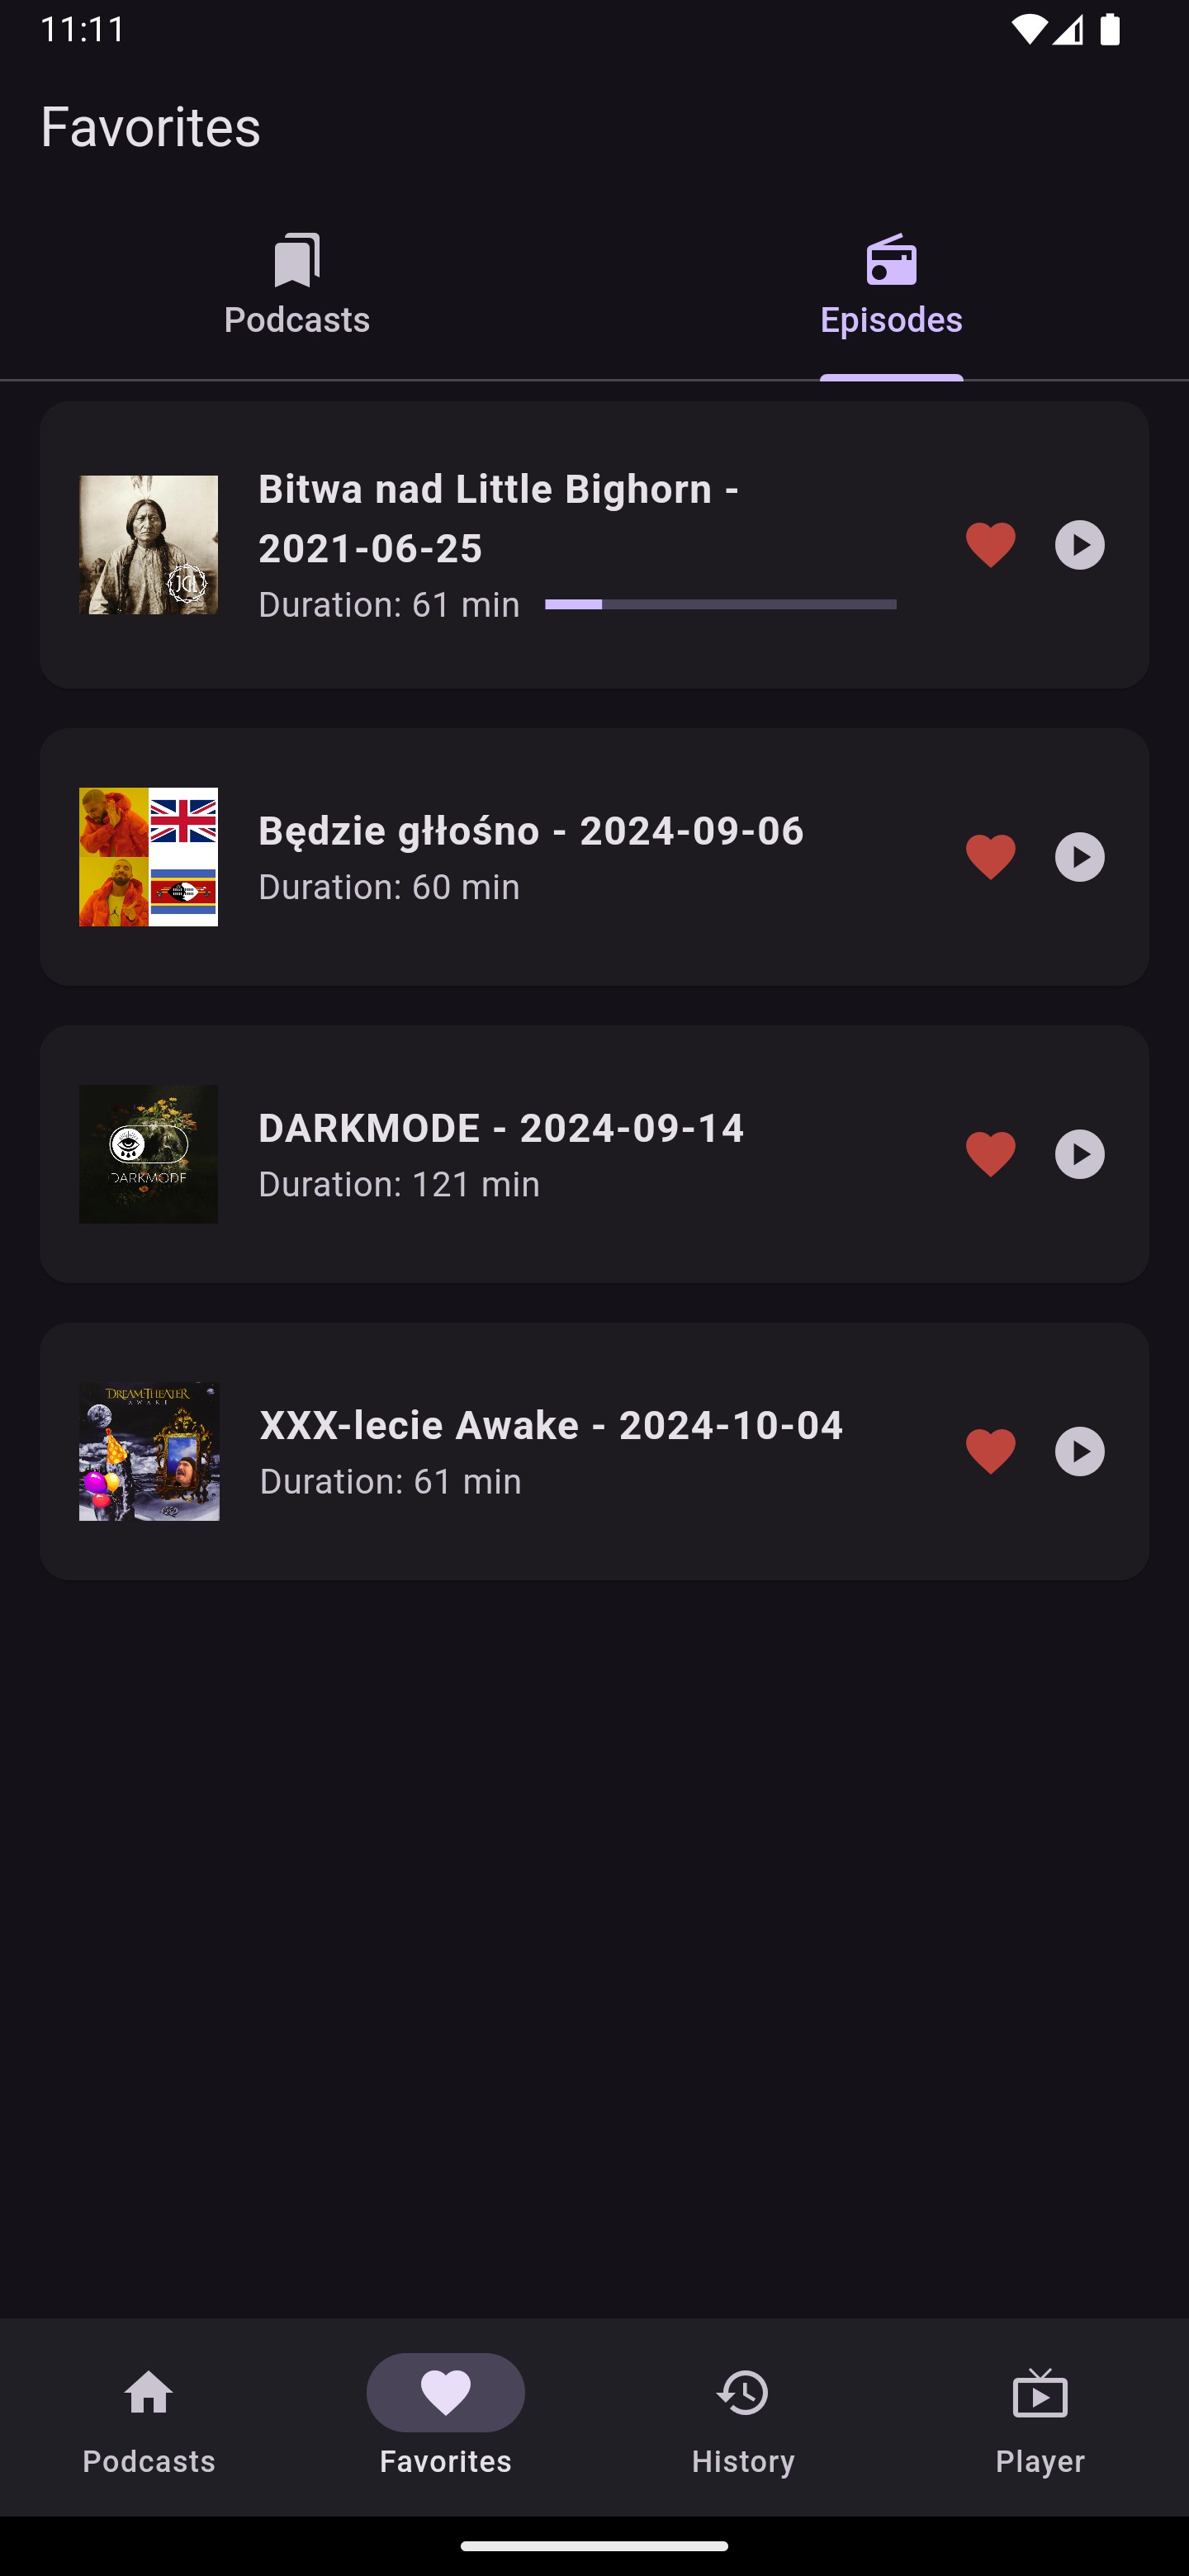 11:11
Favorites
Podcasts
Episodes
Bitwa nad Little Bighorn -
2021-06-25
Duration: 61 min
Będzie głłośno - 2024-09-06
Duration: 60 min
DARKMODE
DARKMODE - 2024-09-14
Duration: 121 min
DREAM THEATER
AWAKE
XXX-lecie Awake - 2024-10-04
Duration: 61 min
Podcasts
Favorites
History
Player